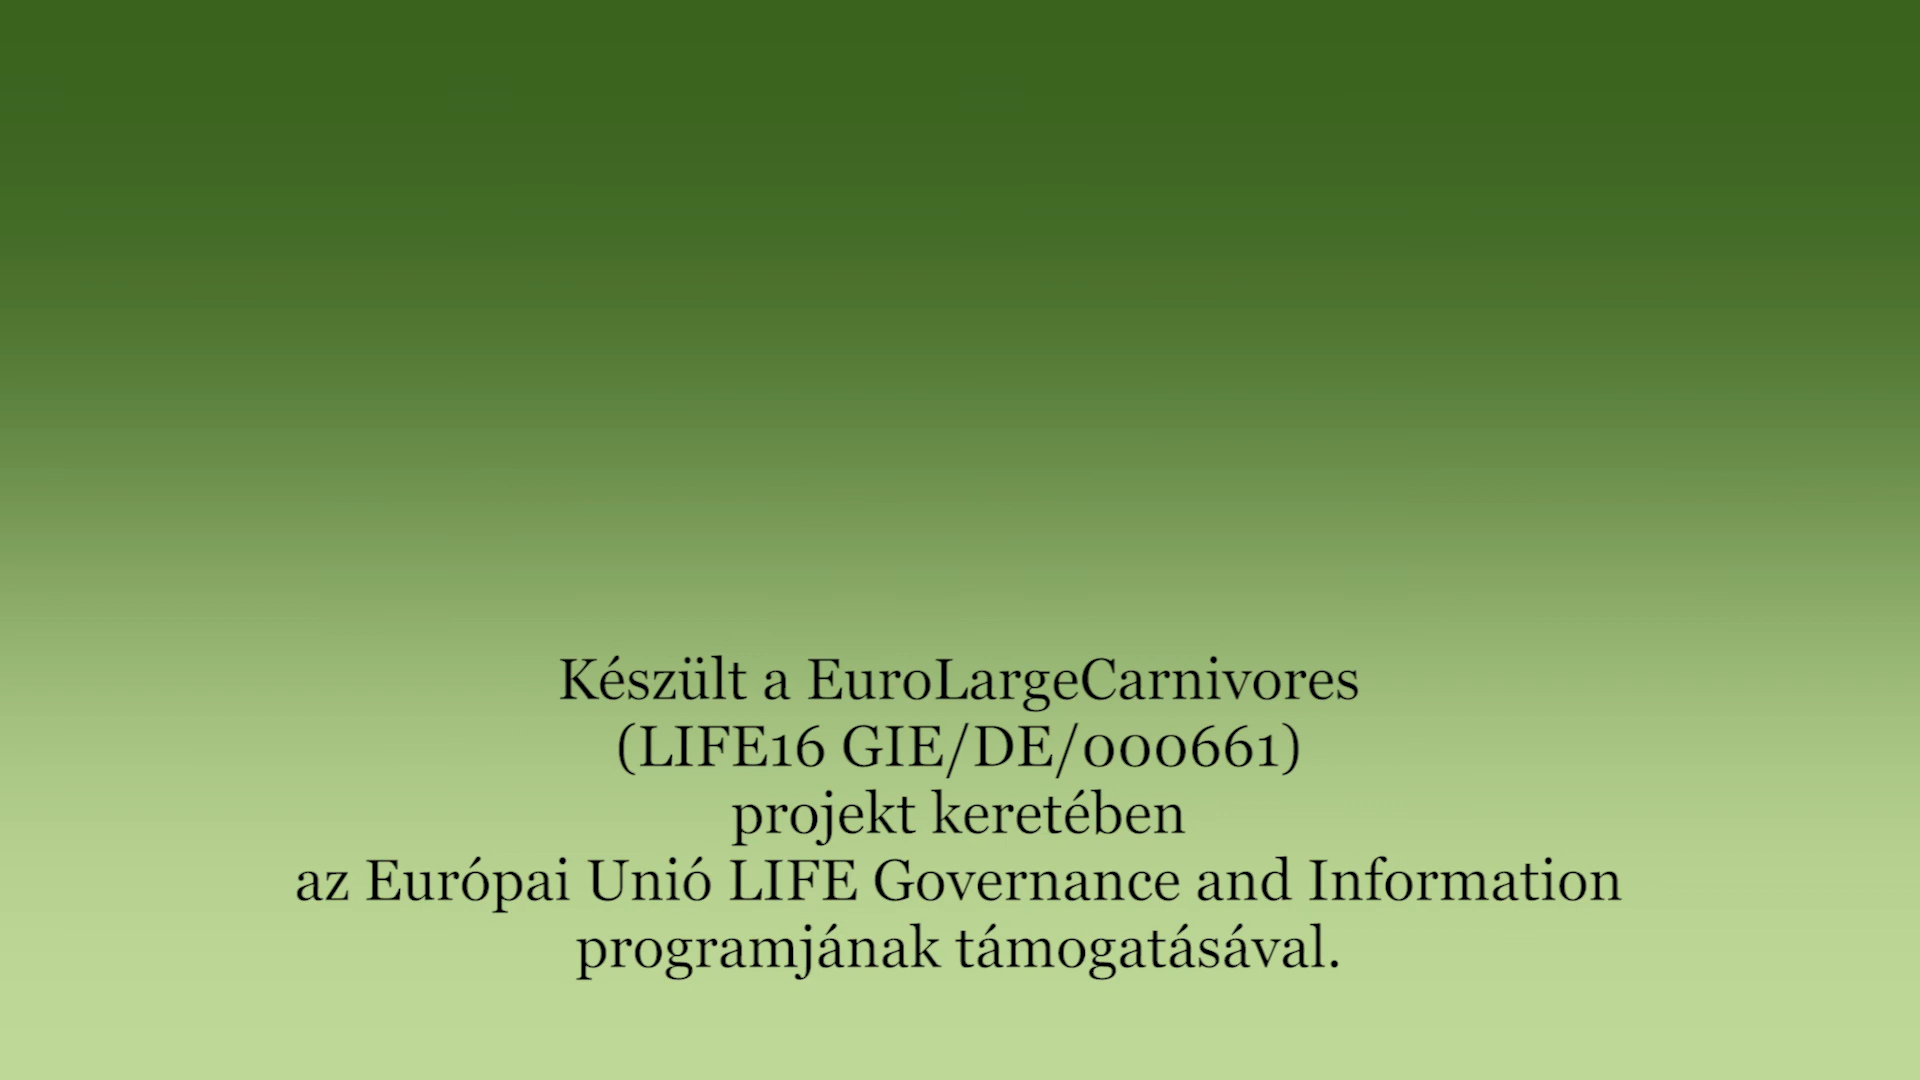 Készült a EuroLargeCarnivores
(LIFE16 GIE/DE/000661)
projekt keretében
az Európai Unió LIFE Governance and Information
programjának támogatásával.